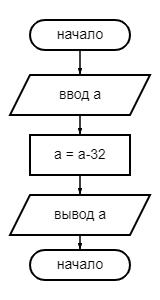 начало
ввод a
a = a-32
вывод a
начало